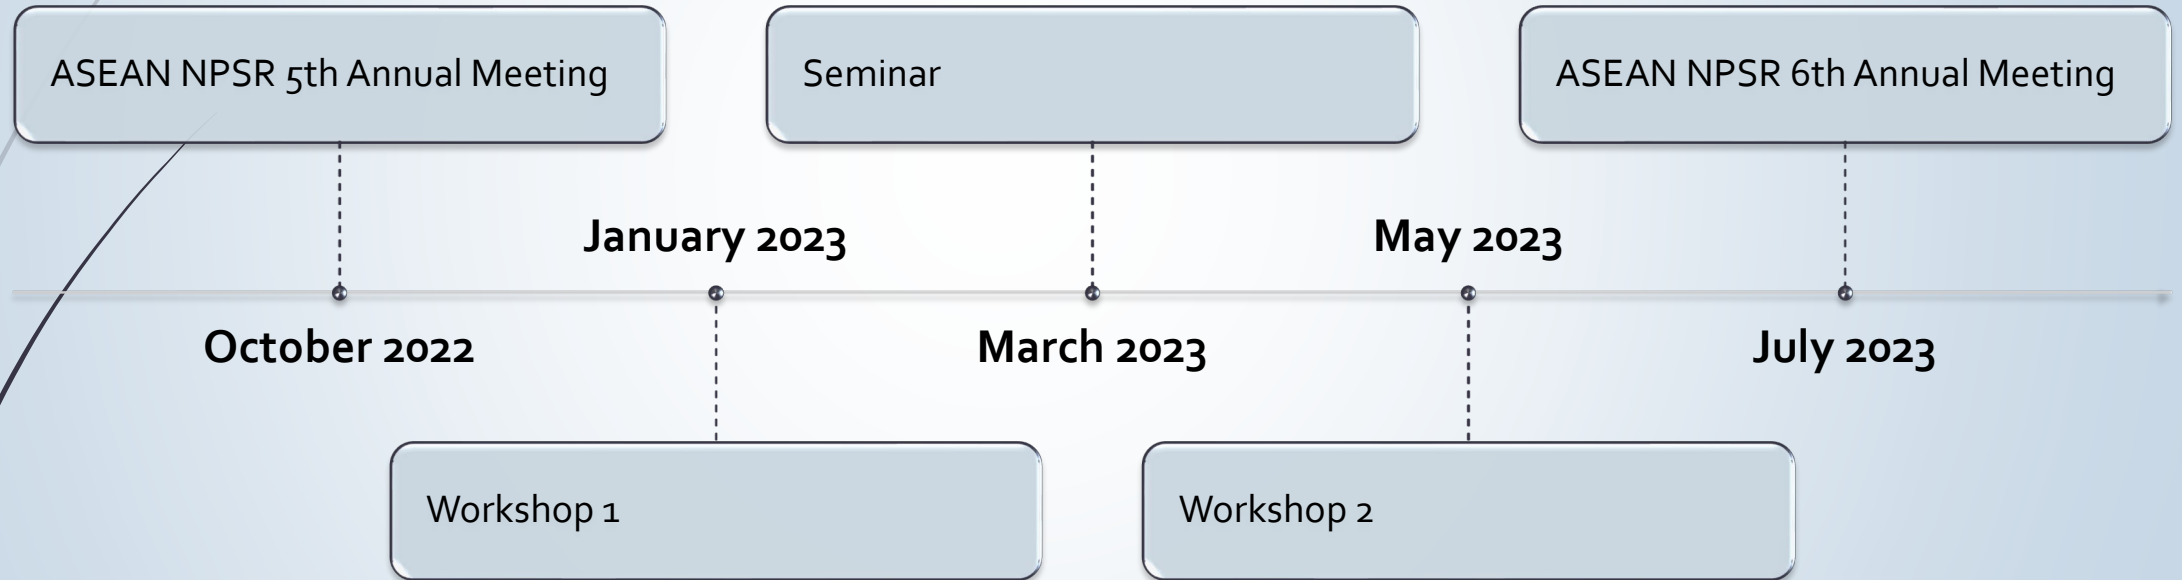 ASEAN NPSR 5th Annual Meeting
Seminar
ASEAN NPSR 6th Annual Meeting
January 2023
May 2023
October 2022
March 2023
July 2023
Workshop 1
Workshop 2